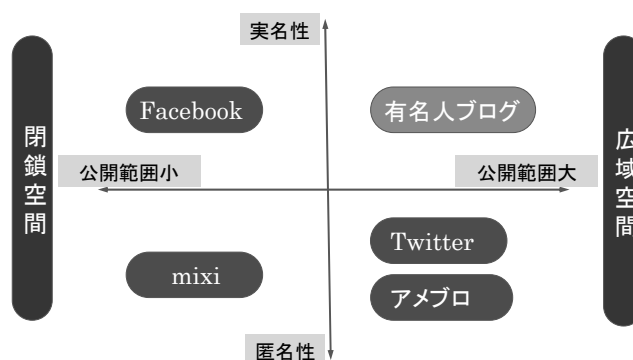 実名性
Facebook
有名人ブログ
閉鎖空間
広域空間
公開範囲小
公開範囲大
Twitter
mixi
アメブロ
匿名性